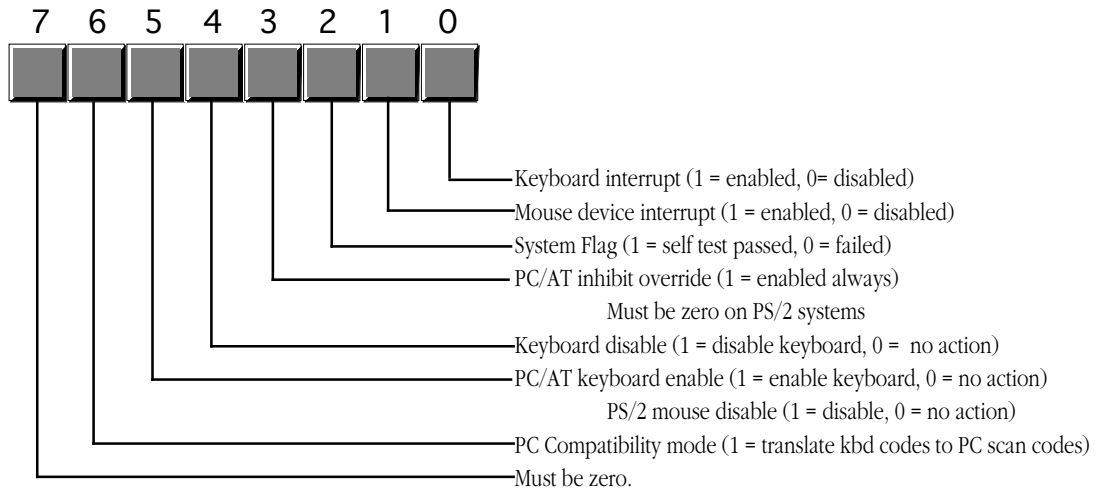 7 6 5 4 3 2 1 0
Keyboard interrupt (1 = enabled, 0= disabled)
Mouse device interrupt (1 = enabled, 0 = disabled)
System Flag (1 = self test passed, 0 = failed)
PC/AT inhibit override (1 = enabled always)
Must be zero on PS/2 systems
Keyboard disable (1 = disable keyboard, 0 = no action)
PC/AT keyboard enable (1 = enable keyboard, 0 = no action)
PS/2 mouse disable (1 = disable, 0 = no action)
PC Compatibility mode (1 = translate kbd codes to PC scan codes)
Must be zero.